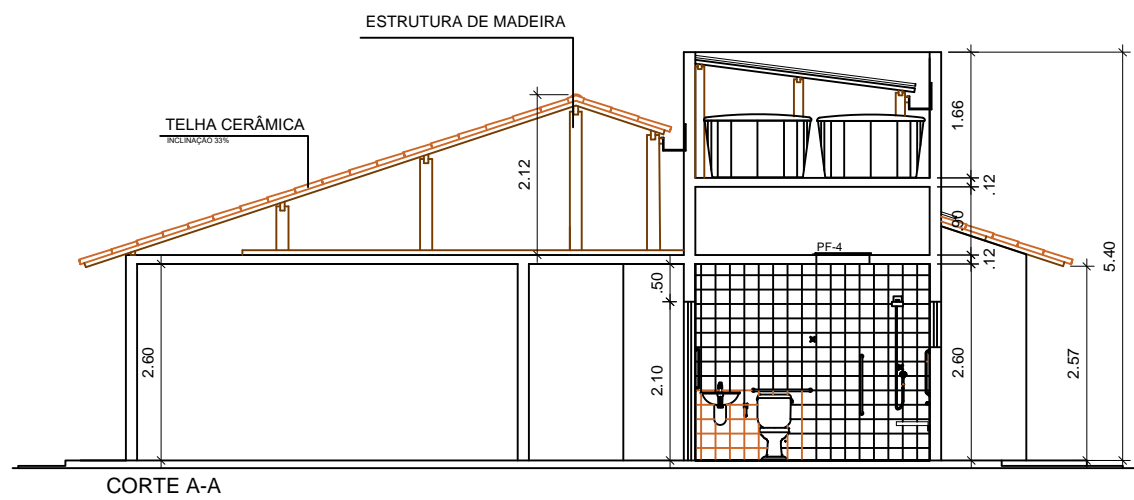 ESTRUTURA DE MADEIRA
TELHA CERÂMICA
INCLINAÇÃO 33%
2.12
1.66
.12
.90
.12
5.40
PF-4
.50
2.60
2.10
2.60
2.57
CORTE A-A